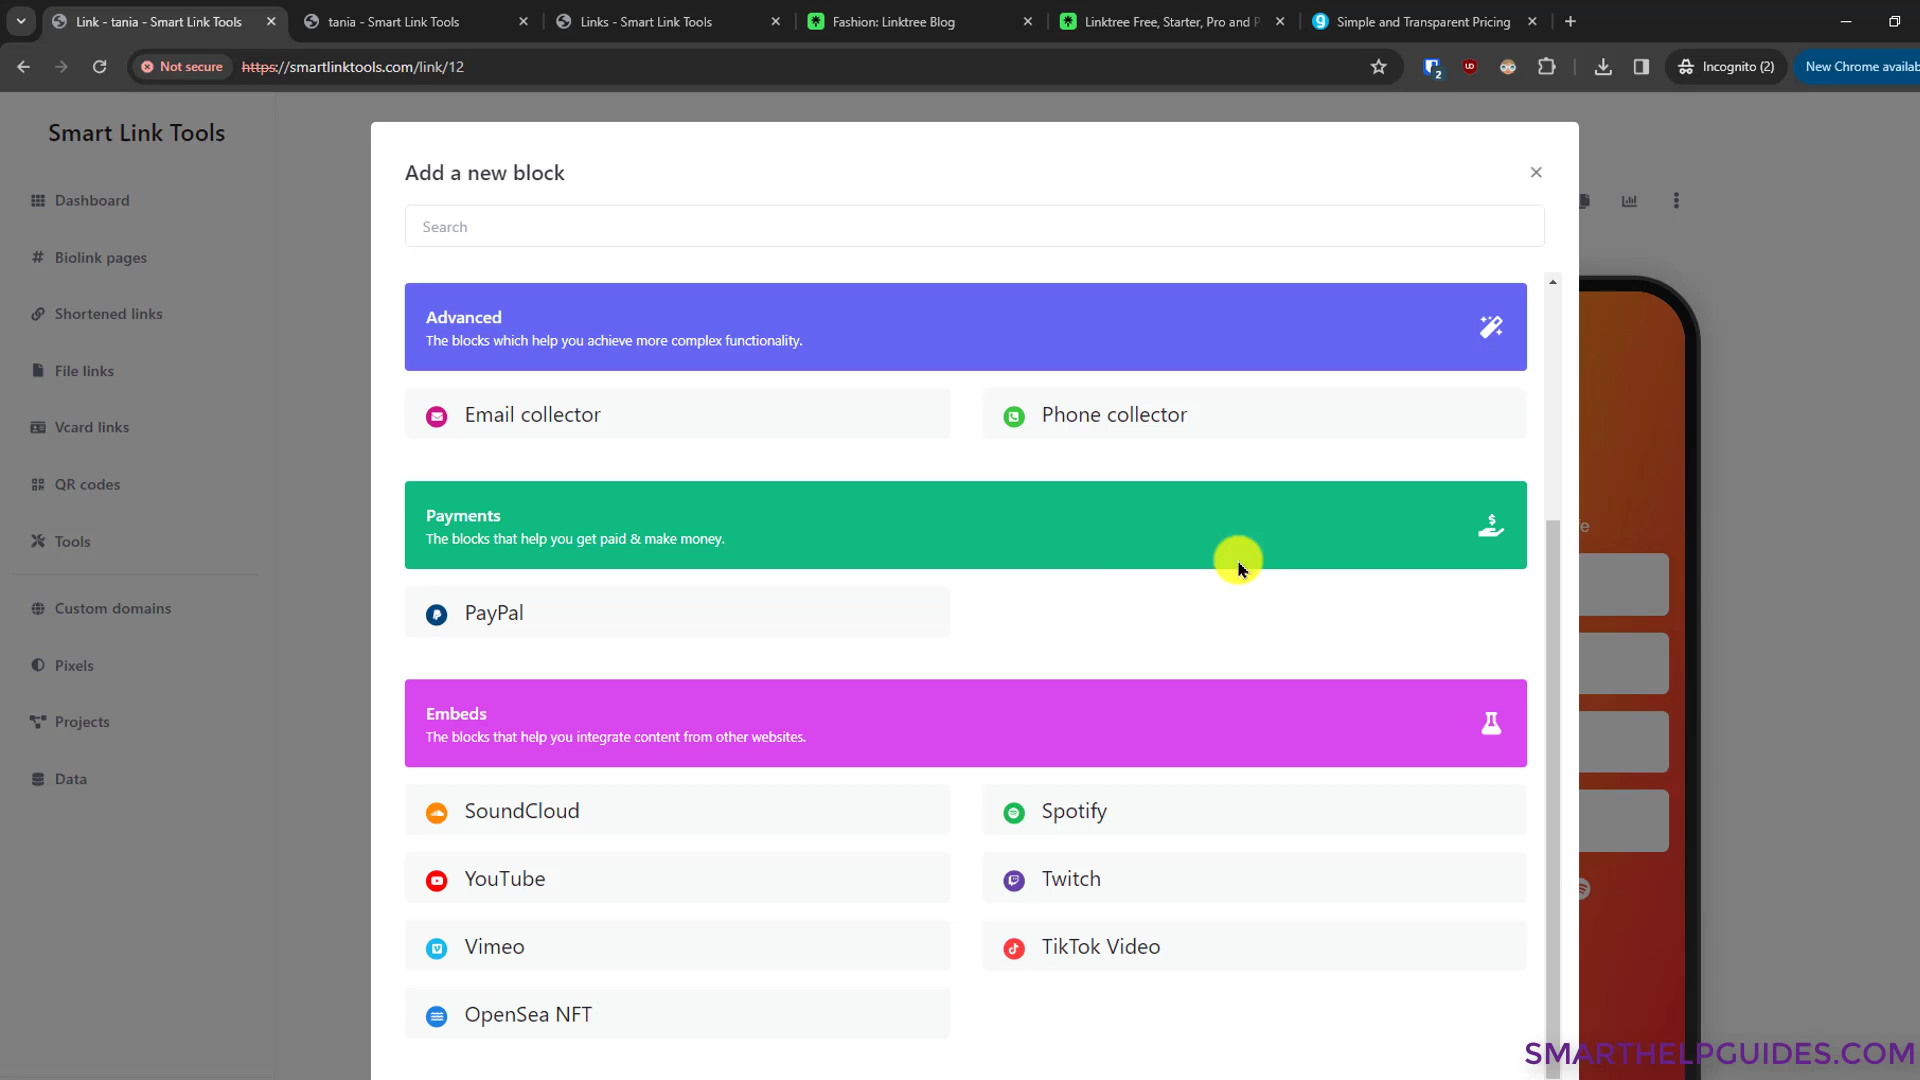 Link - tania - Smart Link Tools
tania - Smart Link Tools
Links - Smart Link Tools
Fashion: Linktree Blog
Linktree Free, Starter, Pro and P
Simple and Transparent Pricing
Not secure
https://smartlinktools.com/link/12
2
Incognito (2)
New Chrome availab
Smart Link Tools
Dashboard
Biolink pages
Shortened links
File links
Vcard links
QR codes
Tools
Custom domains
Pixels
Projects
Data
Add a new block
Search
Advanced
The blocks which help you achieve more complex functionality.
Email collector
Phone collector
Payments
The blocks that help you get paid & make money.
PayPal
Embeds
The blocks that help you integrate content from other websites.
SoundCloud
Spotify
YouTube
Twitch
Vimeo
TikTok Video
OpenSea NFT
SMARTHELPGUIDES.COM